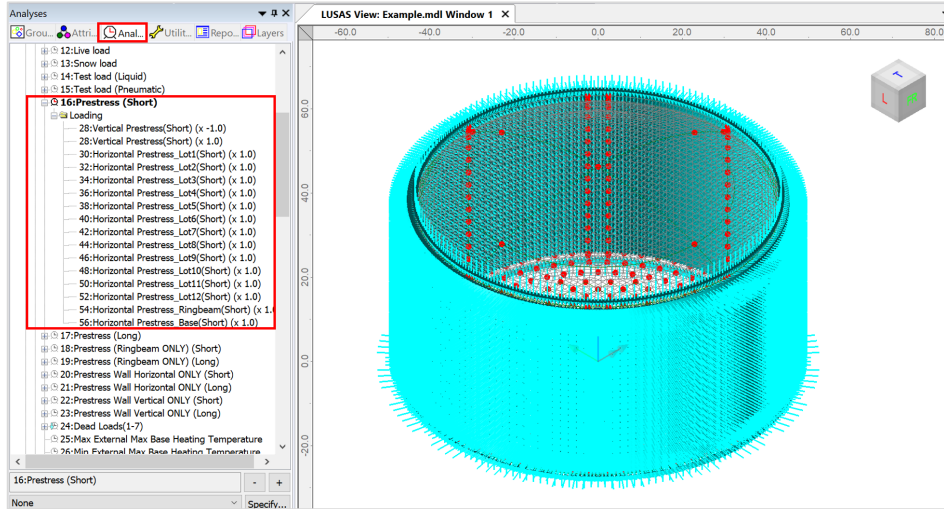 Analyses
LUSAS View: Example.mdl Window 1 X
Grou... Attri... Anal... Utilit... Repo... Layers
-60.0 -40.0 -20.0 0.0 20.0 40.0 60.0 80.0
12:Live load
13:Snow load
14:Test load (Liquid)
15:Test load (Pneumatic)
16:Prestress (Short)
Loading
28:Vertical Prestress(Short) (x -1.0)
28:Vertical Prestress(Short) (x 1.0)
30:Horizontal Prestress_Lot1(Short) (x 1.0)
32:Horizontal Prestress_Lot2(Short) (x 1.0)
34:Horizontal Prestress_Lot3(Short) (x 1.0)
36:Horizontal Prestress_Lot4(Short) (x 1.0)
38:Horizontal Prestress_Lot5(Short) (x 1.0)
40:Horizontal Prestress_Lot6(Short) (x 1.0)
42:Horizontal Prestress_Lot7(Short) (x 1.0)
44:Horizontal Prestress_Lot8(Short) (x 1.0)
46:Horizontal Prestress_Lot9(Short) (x 1.0)
48:Horizontal Prestress_Lot10(Short) (x 1.0)
50:Horizontal Prestress_Lot11(Short) (x 1.0)
52:Horizontal Prestress_Lot12(Short) (x 1.0)
54:Horizontal Prestress_Ringbeam(Short) (x 1.0
56:Horizontal Prestress_Base(Short) (x 1.0)
17:Prestress (Long)
18:Prestress (Ringbeam ONLY) (Short)
19:Prestress (Ringbeam ONLY) (Long)
20:Prestress Wall Horizontal ONLY (Short)
21:Prestress Wall Horizontal ONLY (Long)
22:Prestress Wall Vertical ONLY (Short)
23:Prestress Wall Vertical ONLY (Long)
24:Dead Loads(1-7)
25:Max External Max Base Heating Temperature
26:Min External Max Base Heating Temperature
16:Prestress (Short)
- +
None
Specify...
60.0
40.0
20.0
0.0
-20.0
T
L